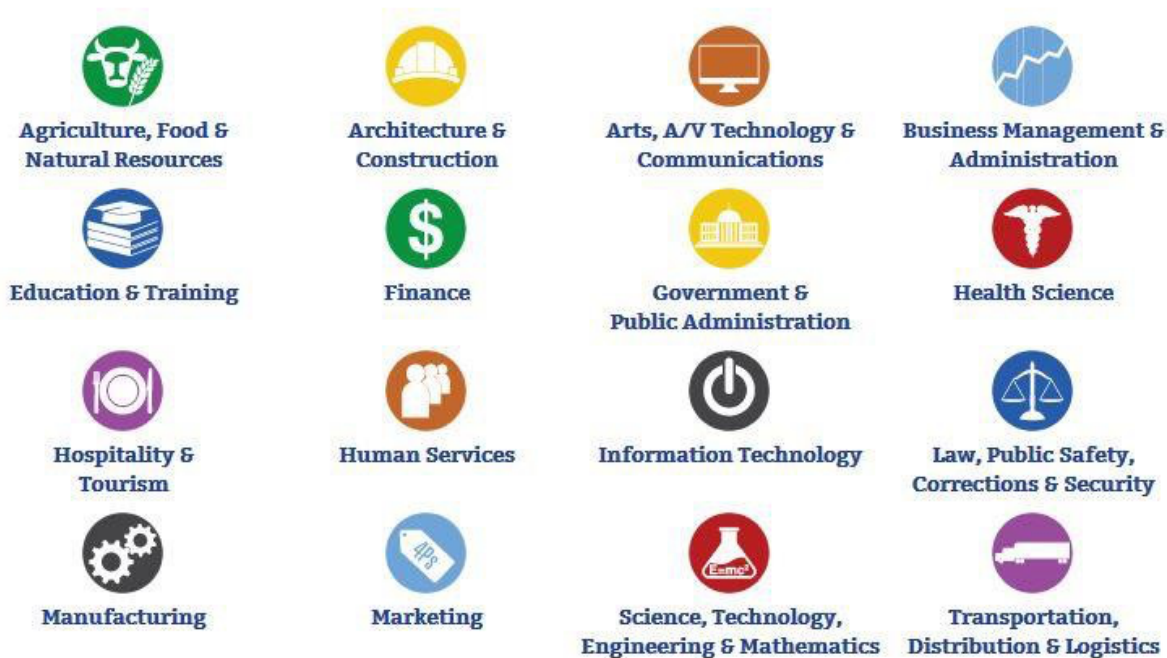 Agriculture, Food &
Natural Resources
Architecture &
Construction
Arts, A/V Technology &
Communications
Business Management &
Administration
Education & Training
$
Finance
Government &
Public Administration
Health Science
Hospitality &
Tourism
Human Services
Information Technology
Law, Public Safety,
Corrections & Security
Manufacturing
4Ps
Marketing
E=mc²
Science, Technology,
Engineering & Mathematics
Transportation,
Distribution & Logistics